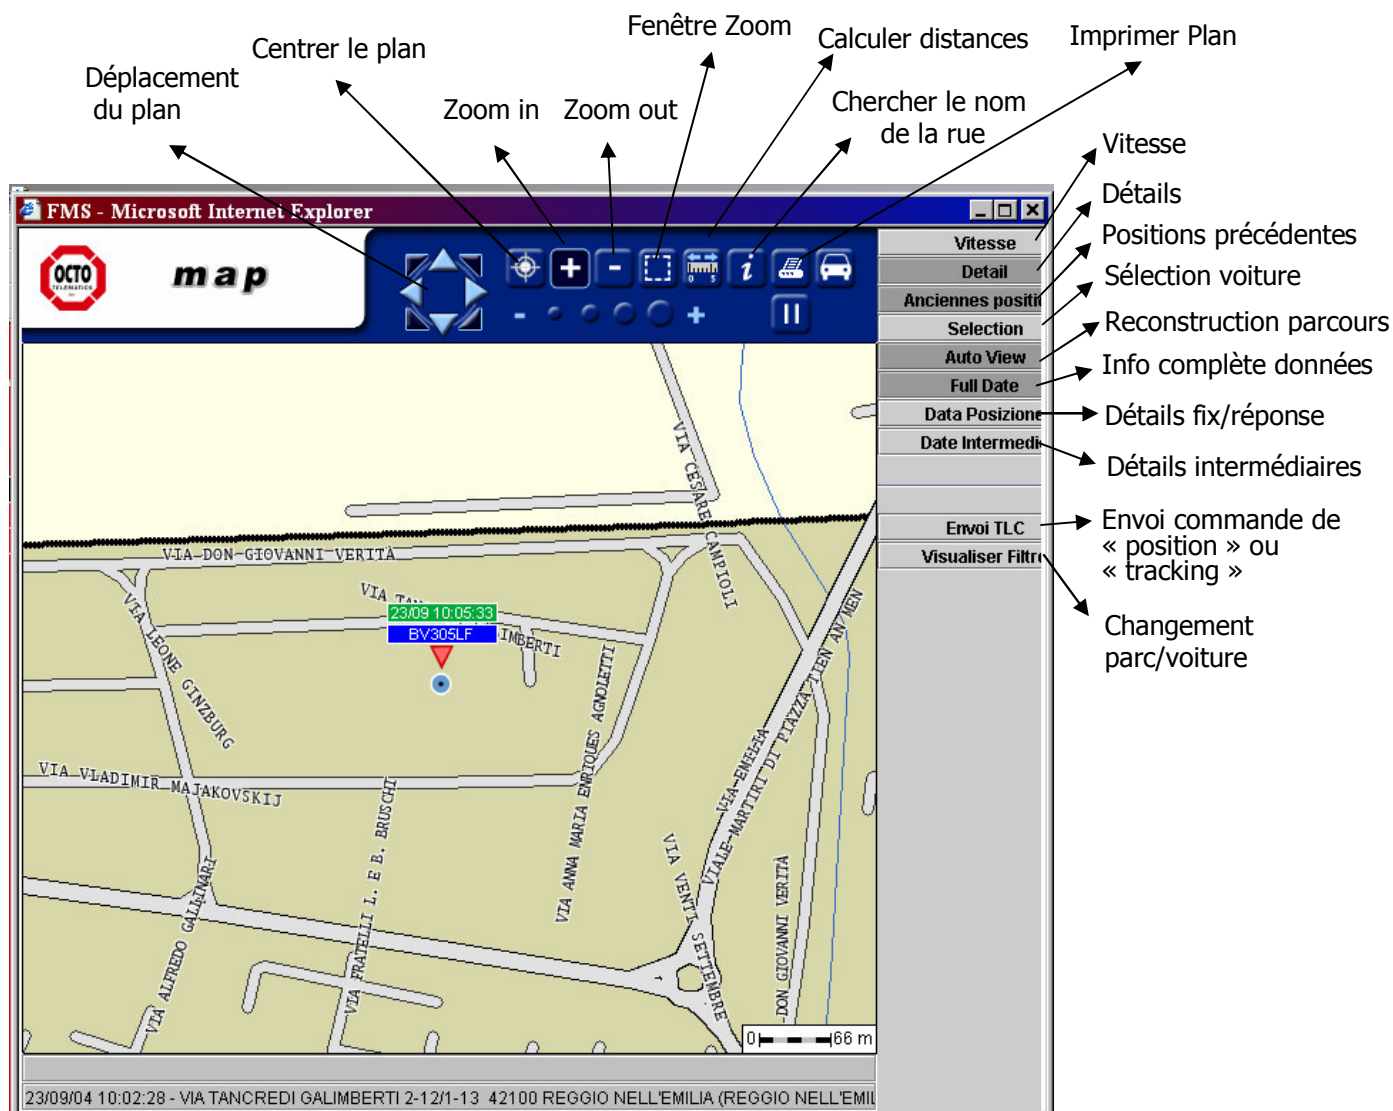 Fenêtre Zoom
Centrer le plan
Calculer distances
Imprimer Plan
Déplacement
du plan
Zoom in
Zoom out
Chercher le nom
de la rue
Vitesse
Détails
Positions précédentes
Sélection voiture
Reconstruction parcours
Info complète données
Détails fix/réponse
Détails intermédiaires
Envoi commande de
« position » ou
« tracking »
Changement
parc/voiture
FMS - Microsoft Internet Explorer
OCTO
TELEMATICS
map
+
-
0 5
i
- +
Vitesse
Detail
Anciennes positi
Selection
Auto View
Full Date
Data Posizione
Date Intermedi
Envoi TLC
Visualiser Filtr
VIA CESARE CAMPIOLI
VIA DON GIOVANNI VERITÀ
VIA TAN
IMBERTI
23/09 10:05:33
BV305LF
VIA LEONE GINZBURG
VIA ANNA MARIA ENRIQUES AGNOLETTI
VIA EMILIA
VIALE MARTIRI DI PIAZZA TIEN AN/MEN
VIA VLADIMIR MAJAKOVSKIJ
VIA FRATELLI L. E B. BRUSCHI
VIA ALFREDO GALLINARI
VIA VENTI SETTEMBRE
DON GIOVANNI VERITÀ
0 66 m
23/09/04 10:02:28 - VIA TANCREDI GALIMBERTI 2-12/1-13 42100 REGGIO NELL'EMILIA (REGGIO NELL'EMIL